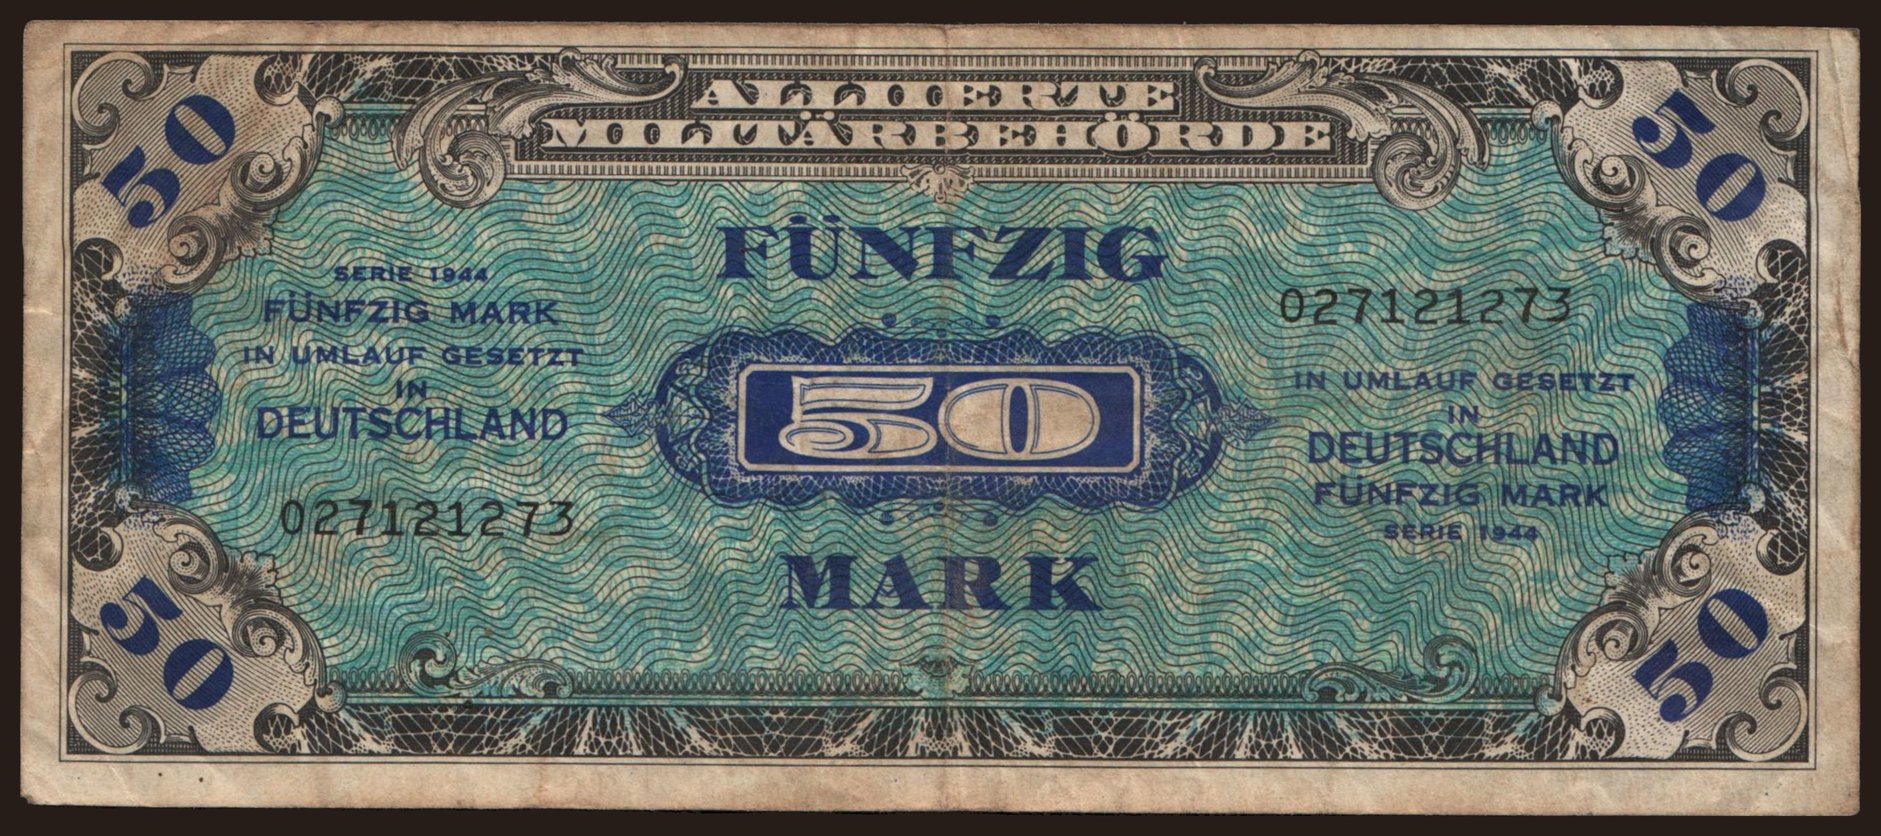 50
50
ALLIIERTE
MILITÄRBEHÖRDE
FÜNFZIG
SERIE 1944
FÜNFZIG MARK
IN UMLAUF GESETZT
IN
DEUTSCHLAND
027121273
50
027121273
IN UMLAUF GESETZT
IN
DEUTSCHLAND
FÜNFZIG MARK
SERIE 1944
MARK
50
50